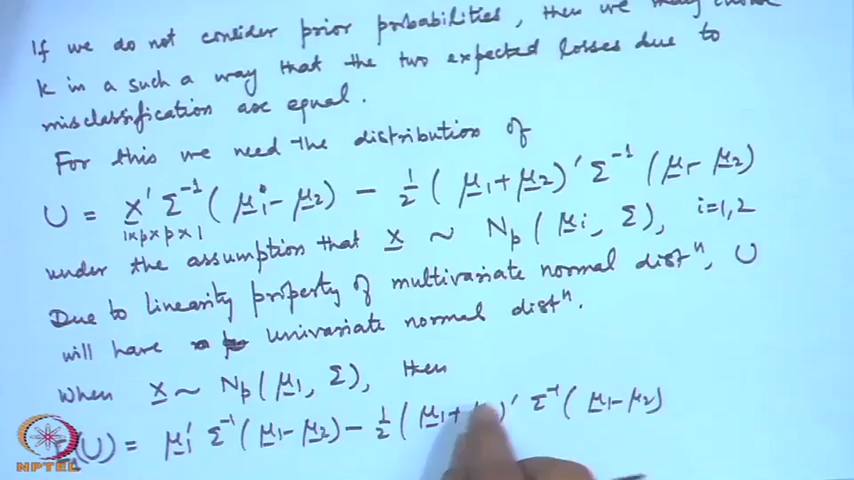 If we do not consider prior probabilities, then we may choose
k in a such a way that the two expected losses due to
misclassification are equal.
For this we need the distribution of
U = x' Σ⁻¹ (μ₁ - μ₂) - 1/2 (μ₁ + μ₂)' Σ⁻¹ (μ₁ - μ₂)
1×p×p×1
under the assumption that x ~ Nₚ (μᵢ, Σ), i=1,2
Due to linearity property of multivariate normal distⁿ, U
will have univariate normal distⁿ.
When x ~ Nₚ (μ₁, Σ), then
(U) = μ₁' Σ⁻¹ (μ₁ - μ₂) - 1/2 (μ₁ + )' Σ⁻¹ (μ₁ - μ₂)
NPTEL